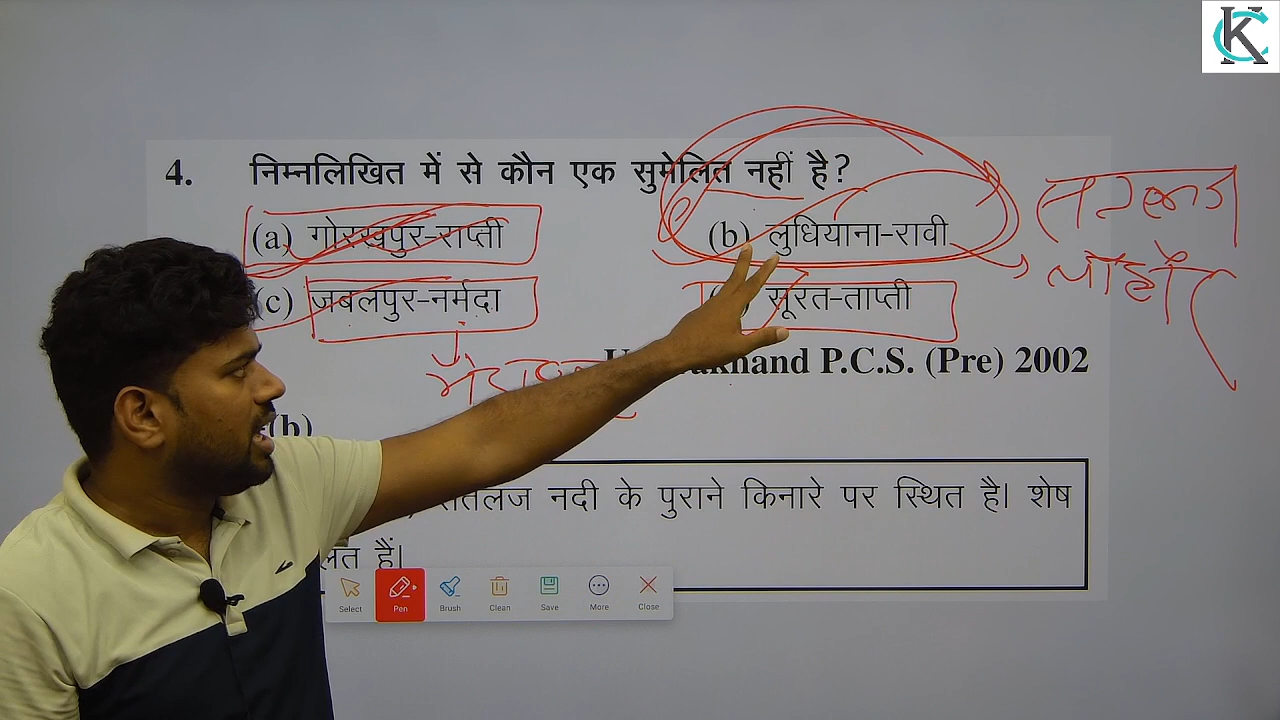 KC
4. निम्नलिखित में से कौन एक सुमेलित नहीं है?
(a) गोरखपुर-राप्ती (b) लुधियाना-रावी
(c) जबलपुर-नर्मदा सूरत-ताप्ती
सतलज
लाहौर
P.C.S. (Pre) 2002
(b)
नदी के पुराने किनारे पर स्थित है। शेष
हैं।
Select Pen Brush Clean Save More Close